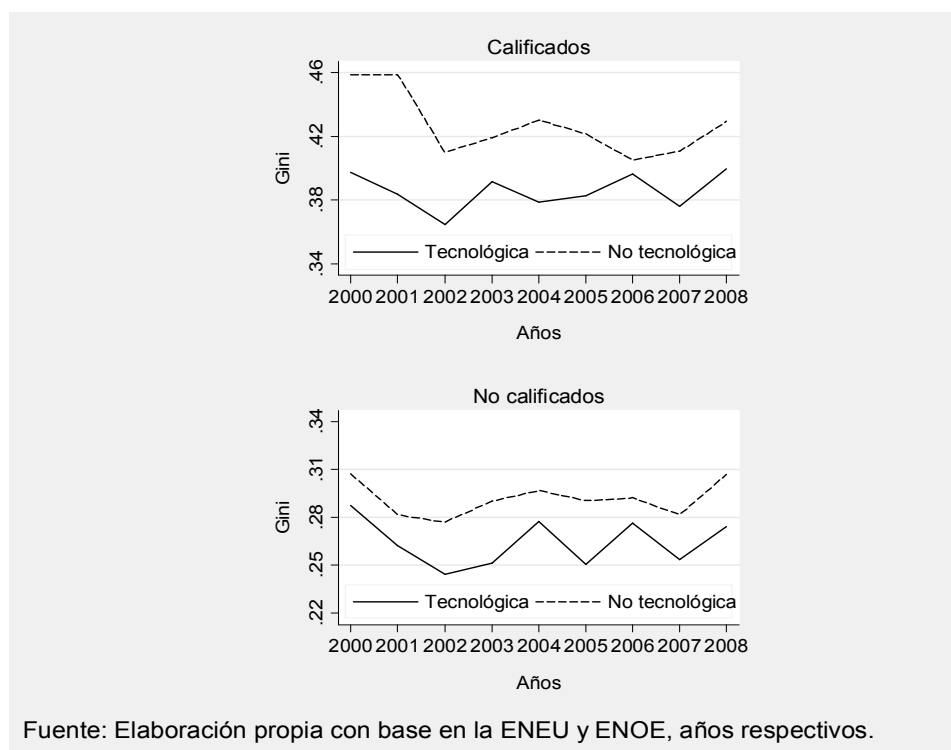 Calificados
.46
.42
.38
.34
Gini
Tecnológica
No tecnológica
2000 2001 2002 2003 2004 2005 2006 2007 2008
Años
No calificados
.34
.31
.28
.25
.22
Gini
Tecnológica
No tecnológica
2000 2001 2002 2003 2004 2005 2006 2007 2008
Años
Fuente: Elaboración propia con base en la ENEU y ENOE, años respectivos.